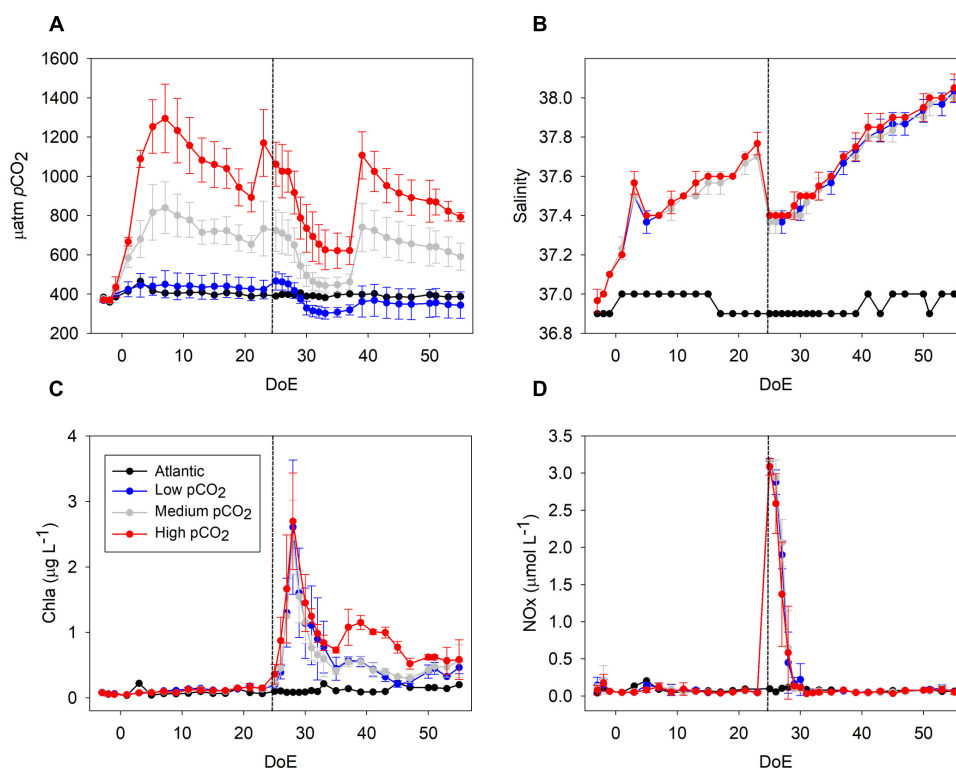 A
µatm pCO2
1600
1400
1200
1000
800
600
400
200
0 10 20 30 40 50
DoE
B
Salinity
38.0
37.8
37.6
37.4
37.2
37.0
36.8
0 10 20 30 40 50
DoE
C
Chla (µg L-1)
4
3
2
1
0
Atlantic
Low pCO2
Medium pCO2
High pCO2
0 10 20 30 40 50
DoE
D
NOx (µmol L-1)
3.5
3.0
2.5
2.0
1.5
1.0
0.5
0.0
0 10 20 30 40 50
DoE